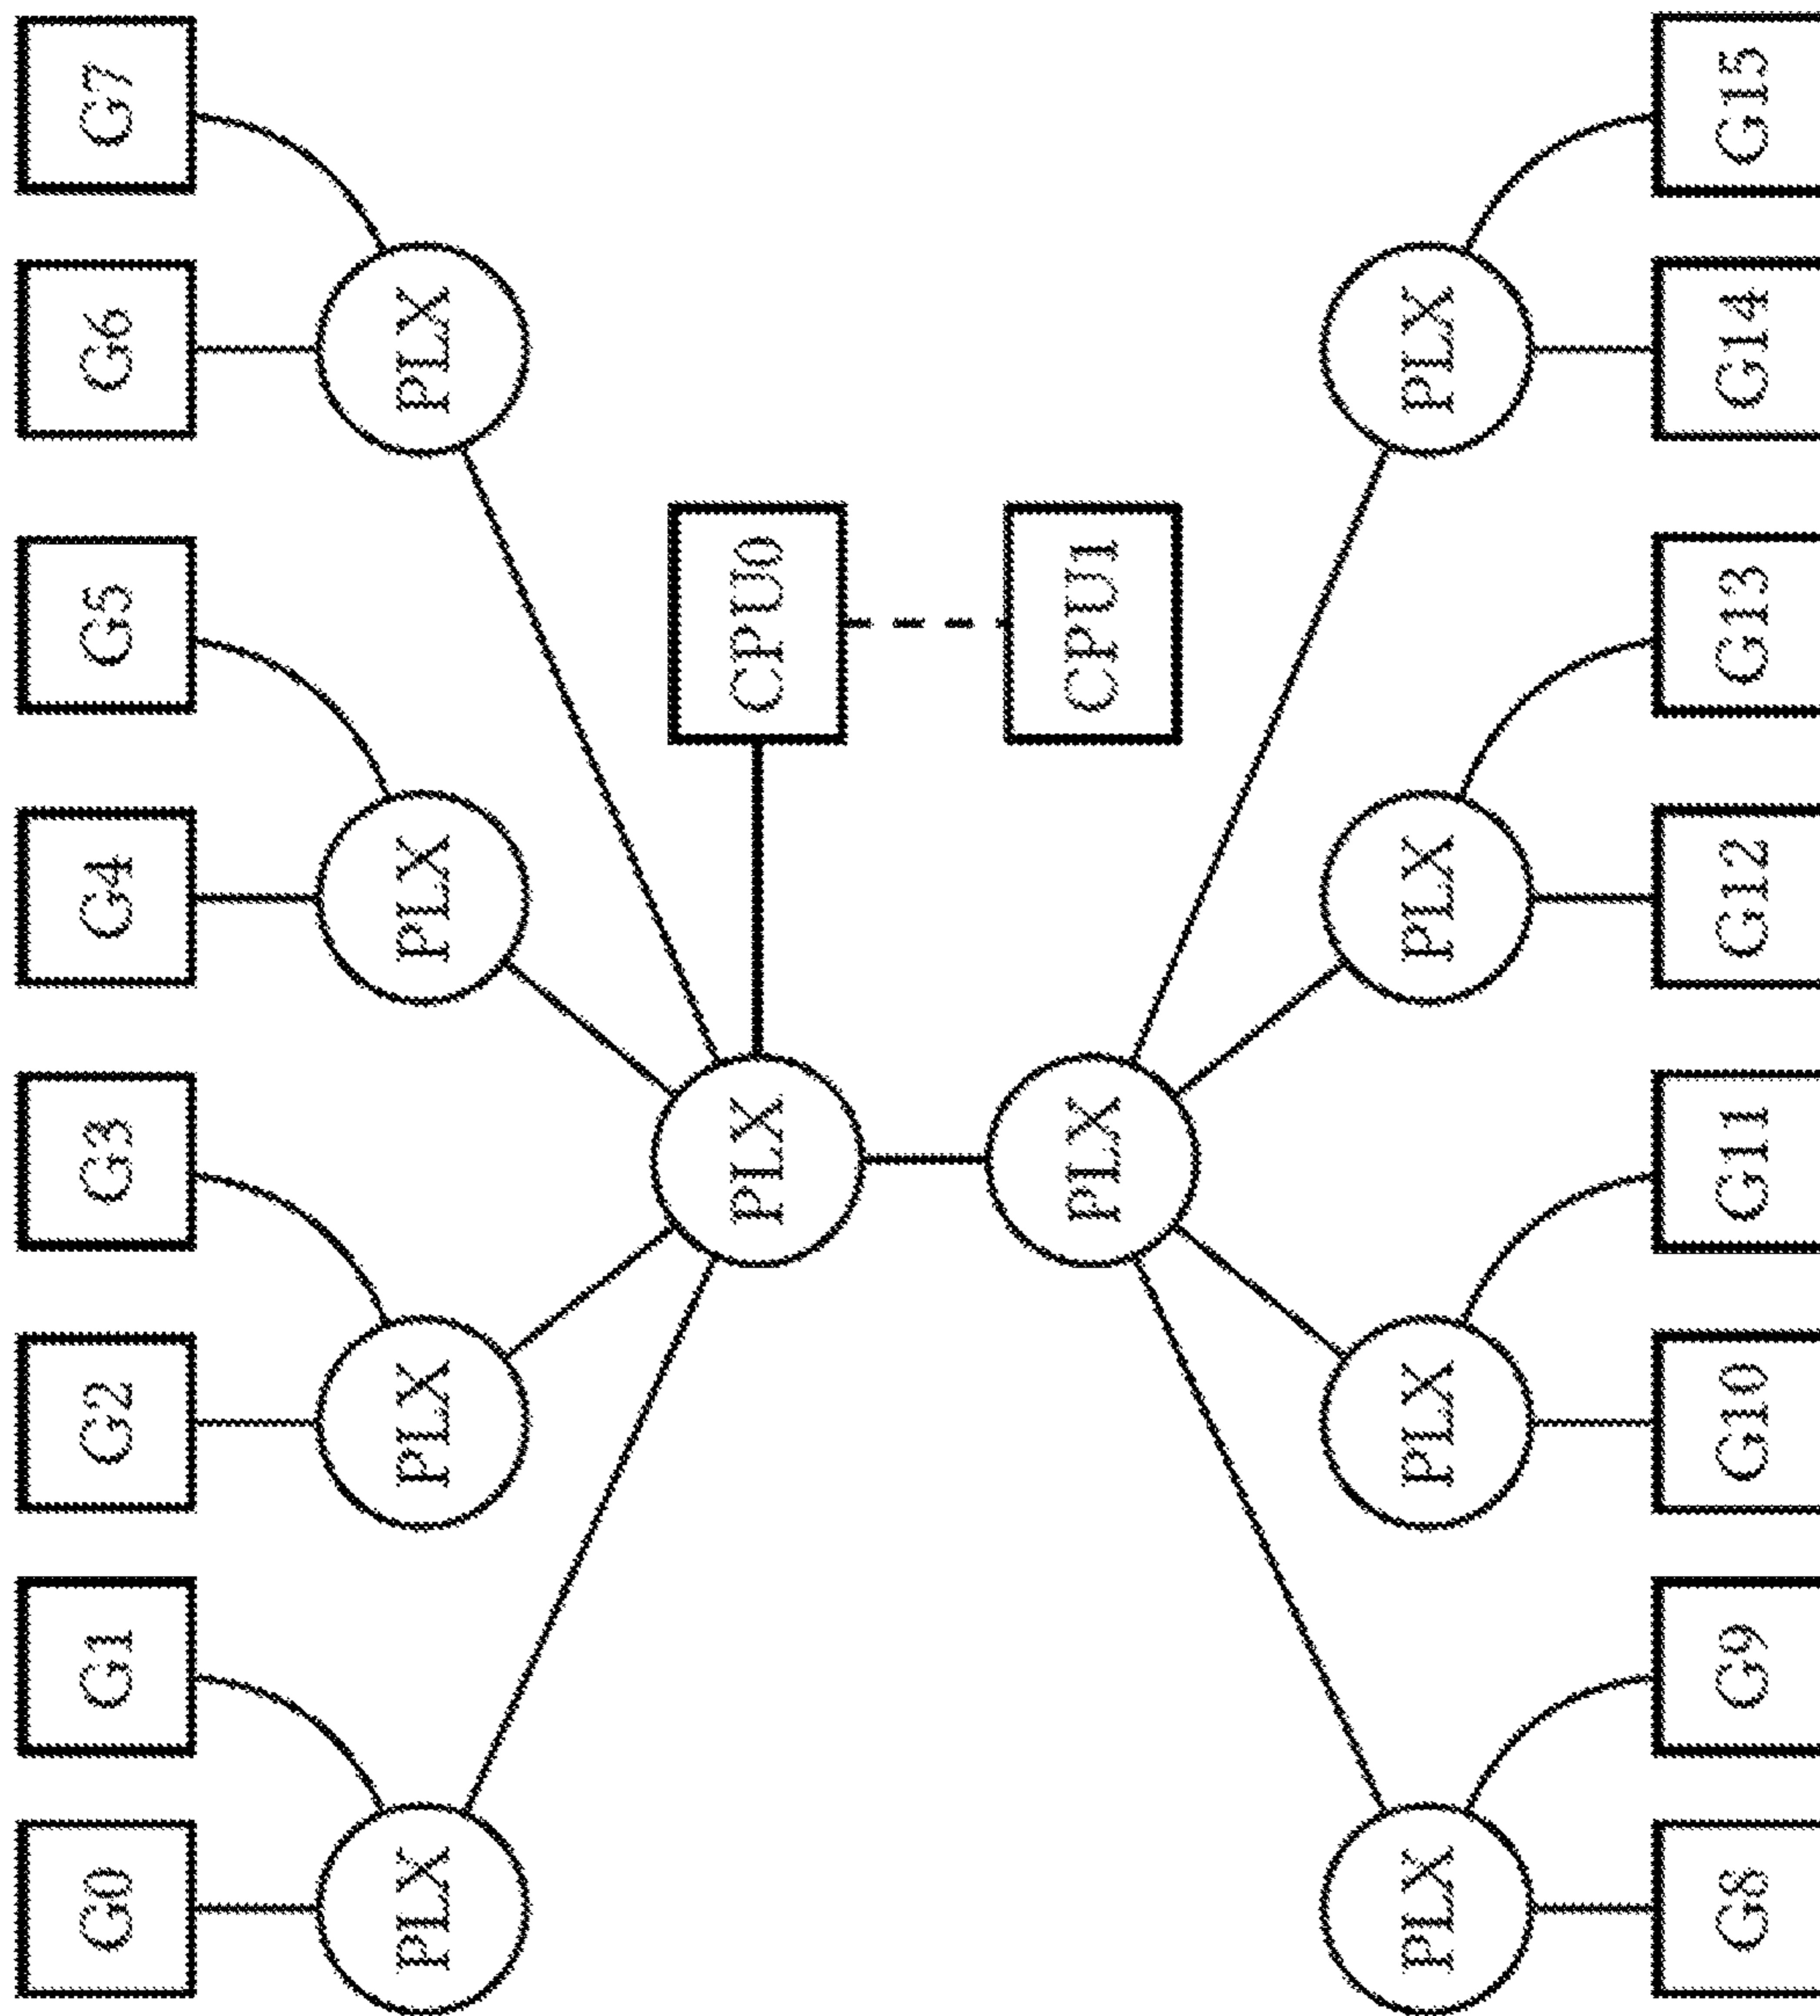 G0 G1 G2 G3 G4 G5 G6 G7
PLX PLX PLX PLX
PLX CPU0
PLX CPU1
PLX PLX PLX PLX
G8 G9 G10 G11 G12 G13 G14 G15